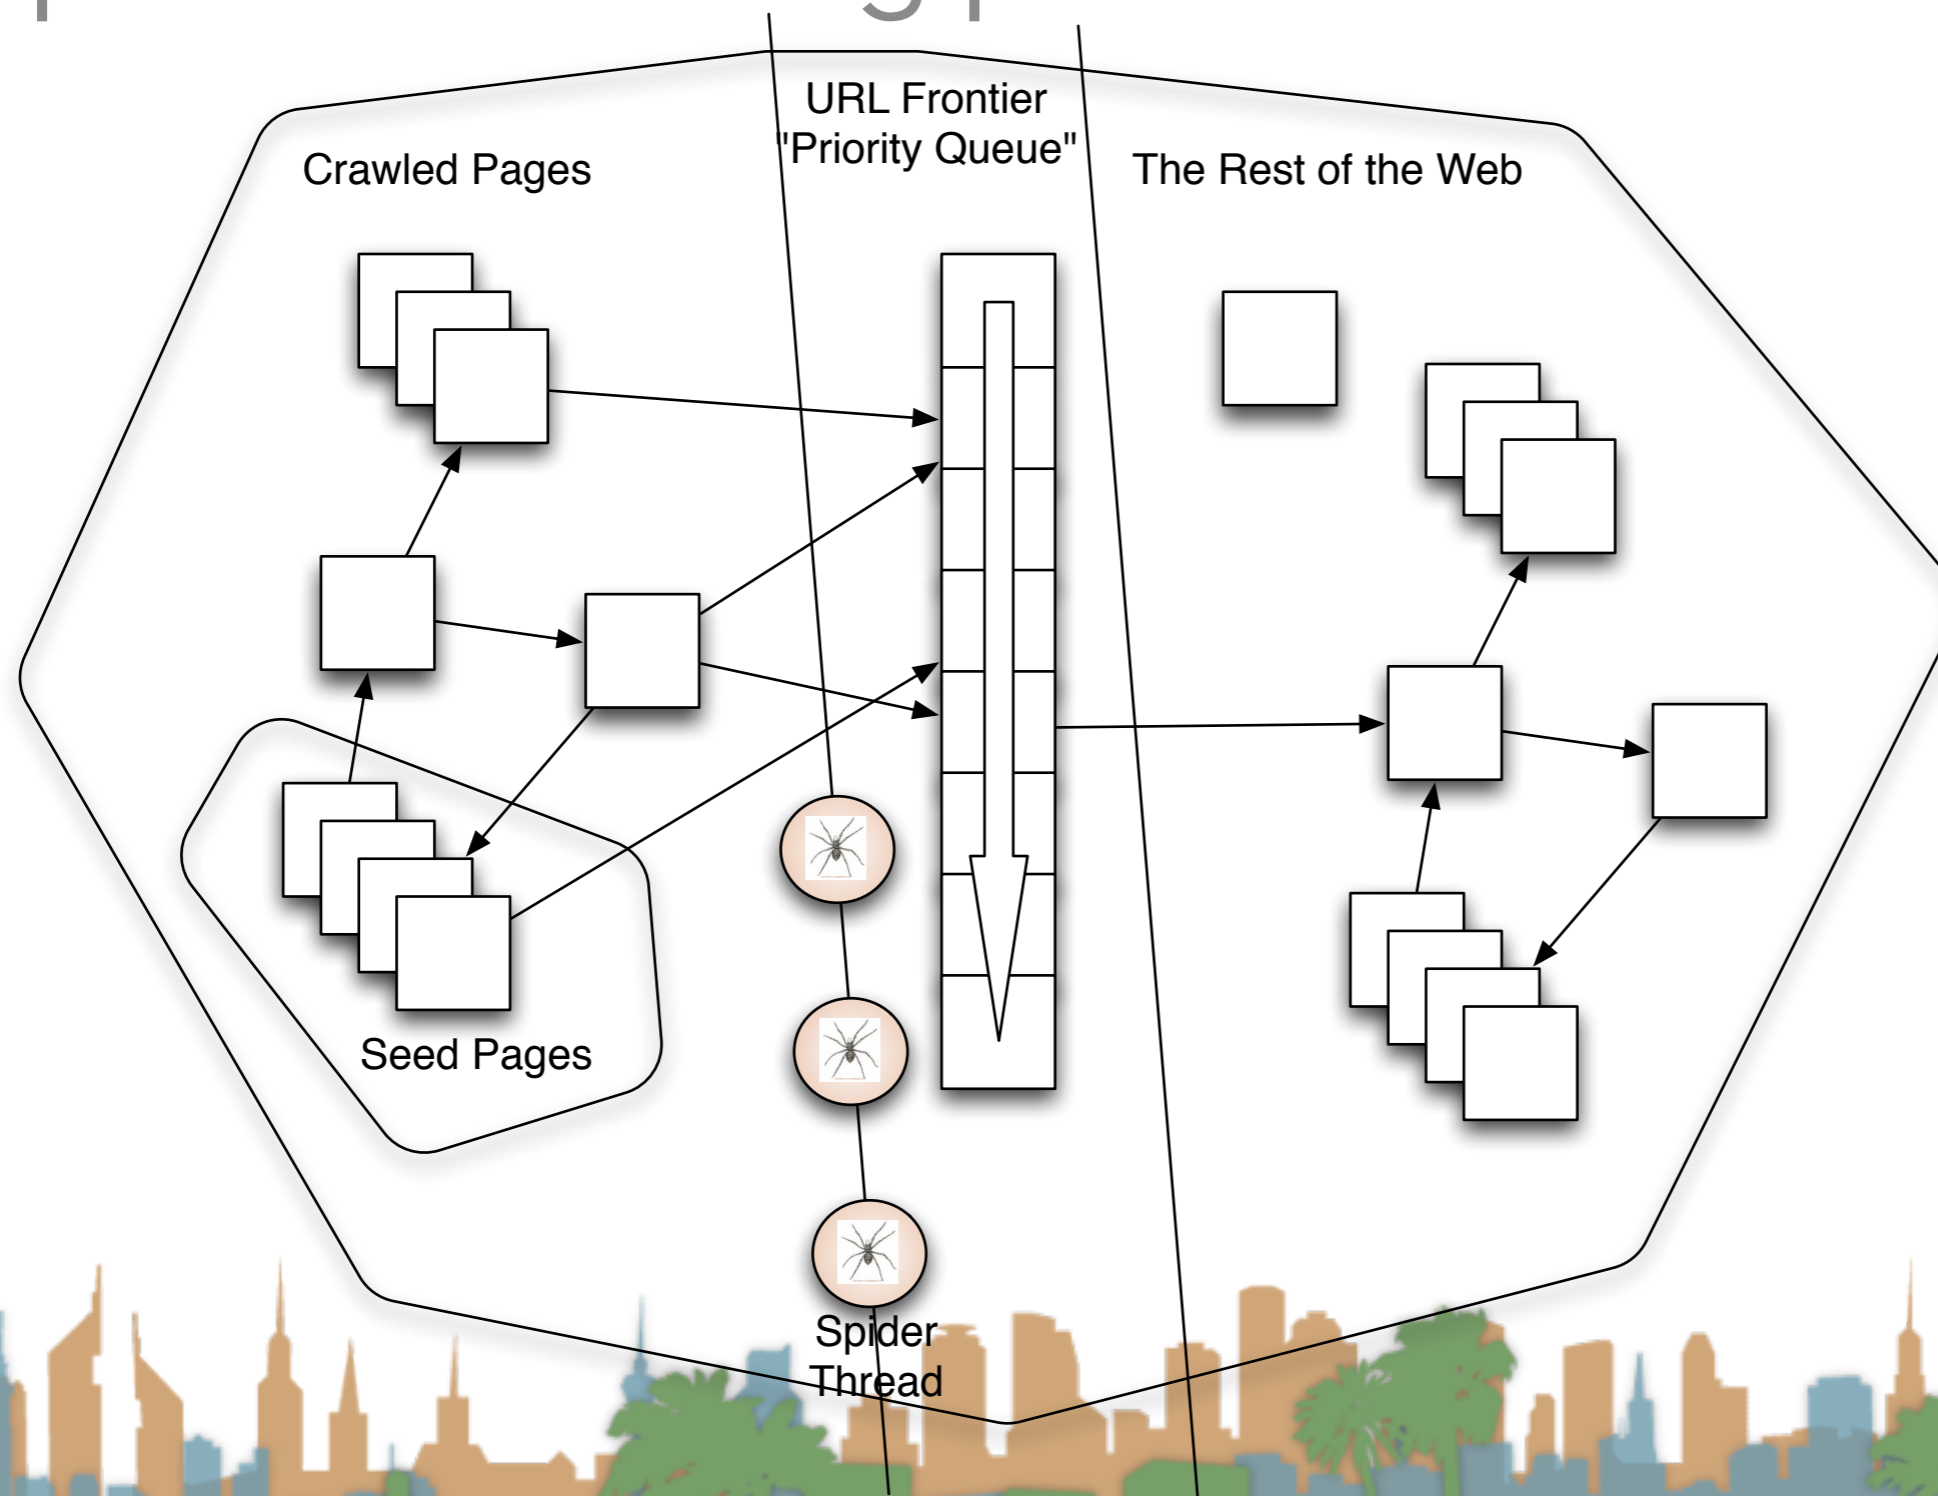 URL Frontier
"Priority Queue"
Crawled Pages
The Rest of the Web
Seed Pages
Spider
Thread